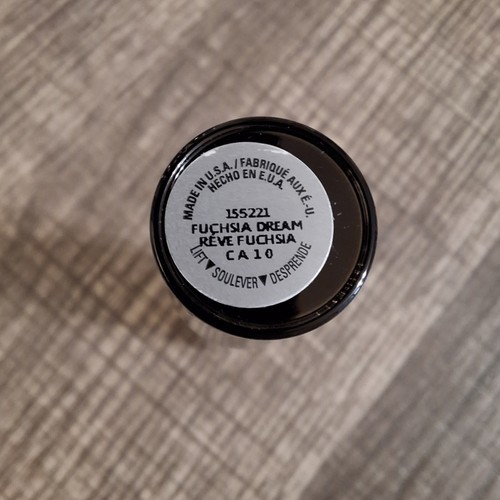 MADE IN U.S.A. / FABRIQUÉ AUX É.-U.
HECHO EN E.U.A.
155221
FUCHSIA DREAM
RÊVE FUCHSIA
CA10
LIFT▼SOULEVER▼DESPRENDE